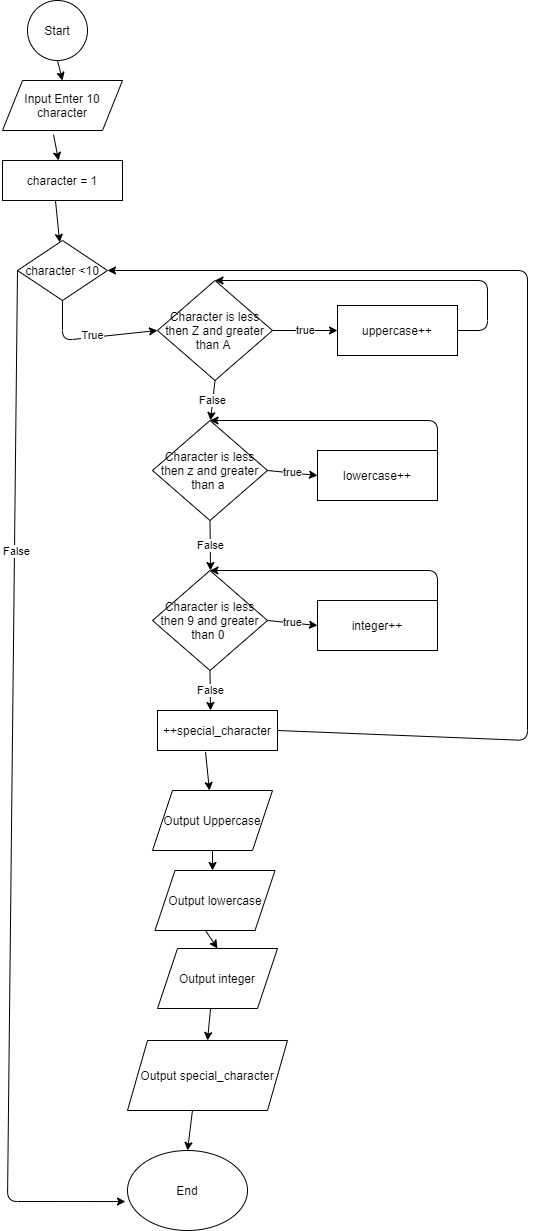 Start
Input Enter 10
character
character = 1
character <10
True
Character is less
then Z and greater
than A
true
uppercase++
False
Character is less
then z and greater
than a
true
lowercase++
False
False
Character is less
then 9 and greater
than 0
true
integer++
False
++special_character
Output Uppercase
Output lowercase
Output integer
Output special_character
End